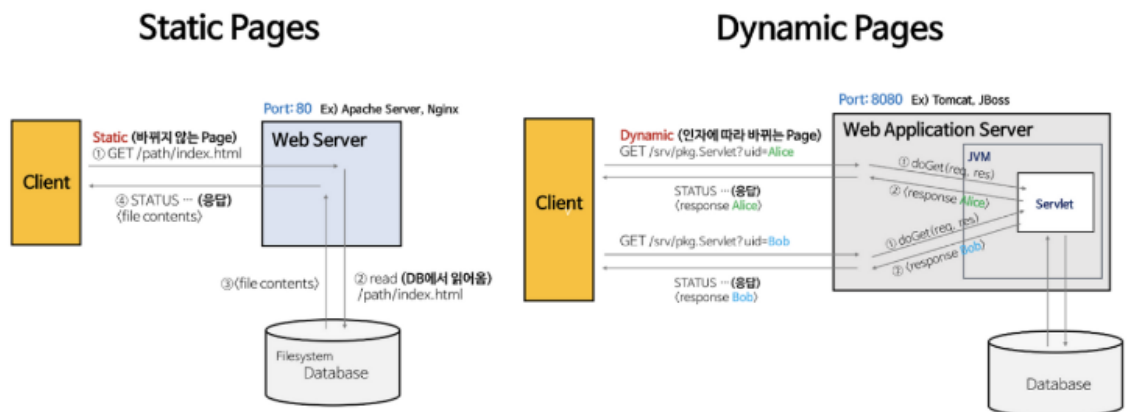 Static Pages
Port: 80 Ex) Apache Server, Nginx
Client
Static (바뀌지 않는 Page)
① GET /path/index.html
④ STATUS ··· (응답)
⟨file contents⟩
Web Server
③⟨file contents⟩
② read (DB에서 읽어옴)
/path/index.html
Filesystem
Database
Dynamic Pages
Port: 8080 Ex) Tomcat, JBoss
Client
Dynamic (인자에 따라 바뀌는 Page)
GET /srv/pkg.Servlet?uid=Alice
STATUS ··· (응답)
⟨response Alice⟩
GET /srv/pkg.Servlet?uid=Bob
STATUS ··· (응답)
⟨response Bob⟩
Web Application Server
JVM
① doGet(req, res)
② ⟨response Alice⟩
① doGet(req, res)
② ⟨response Bob⟩
Servlet
Database